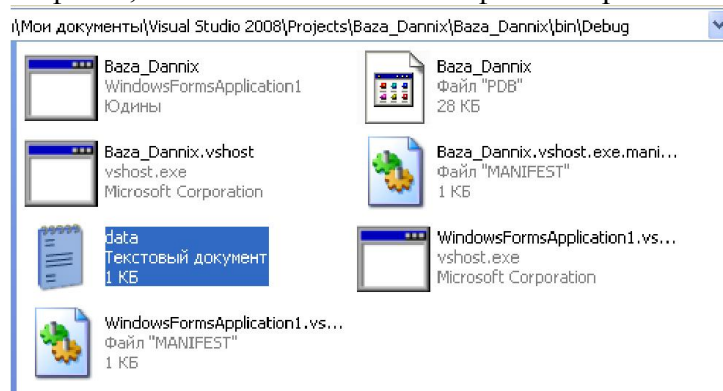 \Мои документы\Visual Studio 2008\Projects\Baza_Dannix\Baza_Dannix\bin\Debug
Baza_Dannix
WindowsFormsApplication1
Юдины
Baza_Dannix
Файл "PDB"
28 КБ
Baza_Dannix.vshost
vshost.exe
Microsoft Corporation
Baza_Dannix.vshost.exe.mani...
Файл "MANIFEST"
1 КБ
data
Текстовый документ
1 КБ
WindowsFormsApplication1.vs...
vshost.exe
Microsoft Corporation
WindowsFormsApplication1.vs...
Файл "MANIFEST"
1 КБ